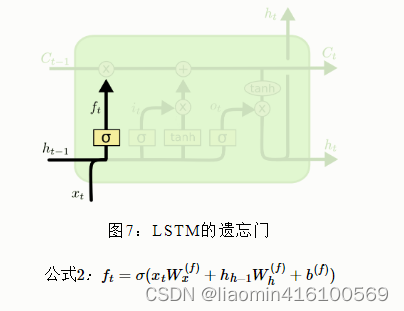 h_t
C_{t-1}
C_t
tanh
f_t
i_t
o_t
σ
σ
tanh
σ
h_{t-1}
h_t
x_t
图7：LSTM的遗忘门
公式2：f_t = σ(x_t W_x^{(f)} + h_{h-1} W_h^{(f)} + b^{(f)})
CSDN @liaomin416100569